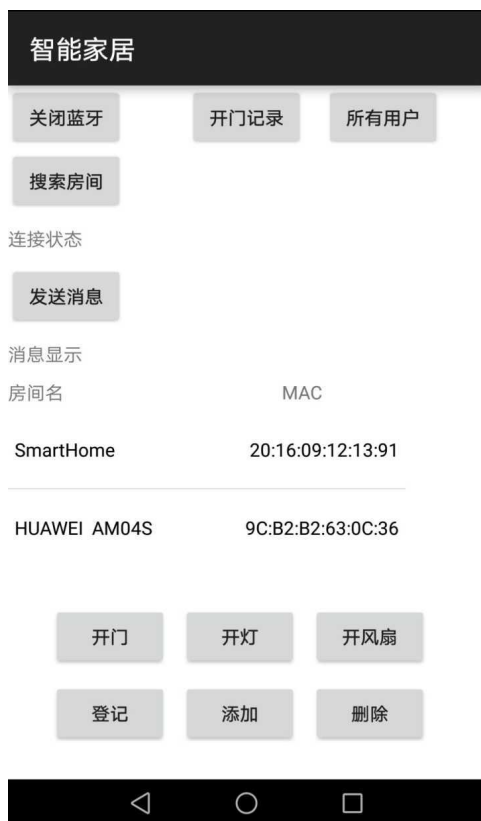 智能家居
关闭蓝牙 开门记录 所有用户
搜索房间
连接状态
发送消息
消息显示
房间名 MAC
SmartHome 20:16:09:12:13:91
HUAWEI AM04S 9C:B2:B2:63:0C:36
开门 开灯 开风扇
登记 添加 删除